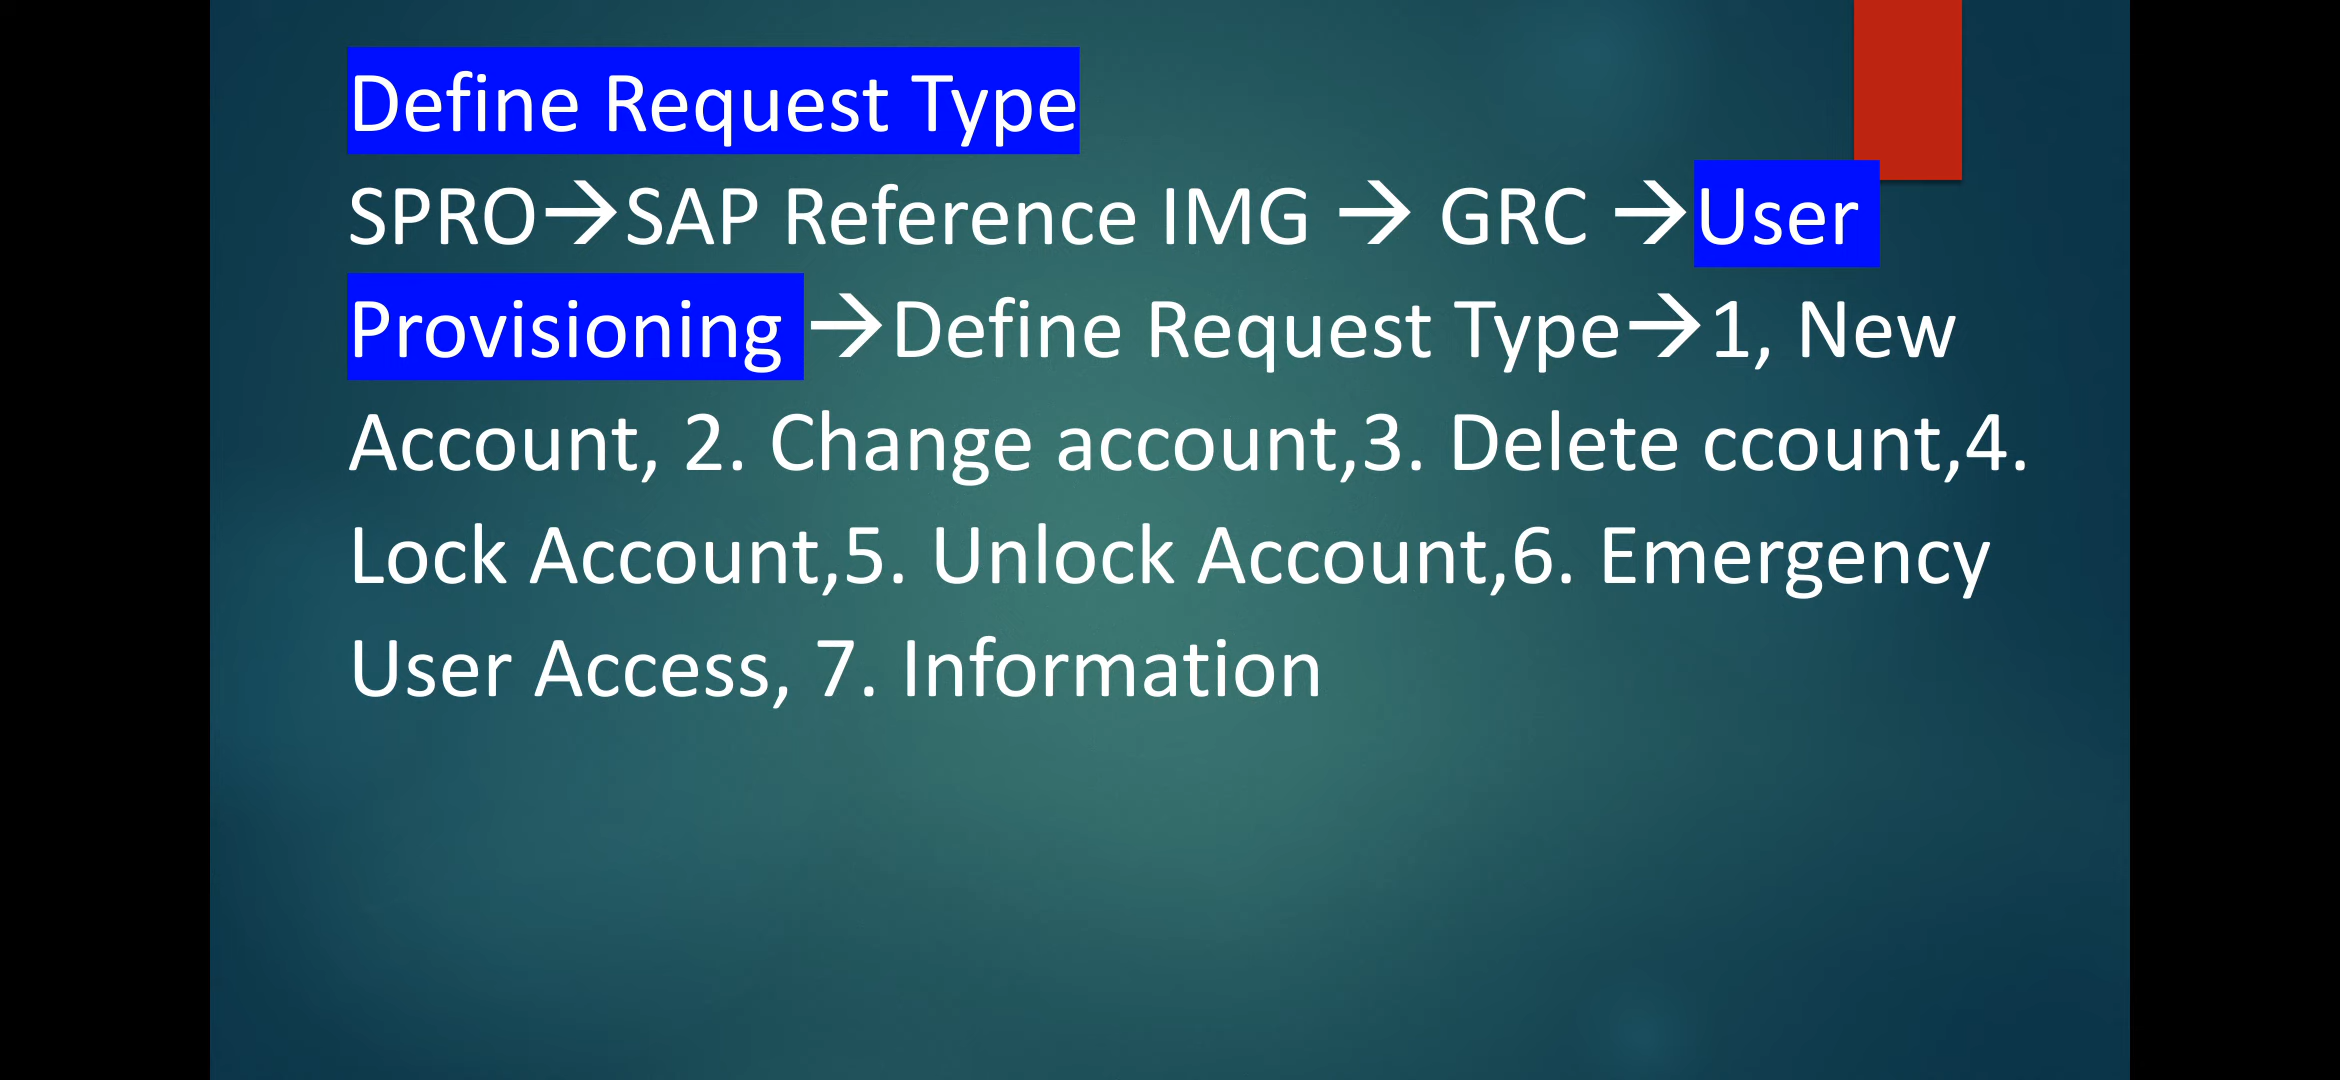 Define Request Type
SPRO→SAP Reference IMG → GRC →User
Provisioning →Define Request Type→1, New
Account, 2. Change account,3. Delete ccount,4.
Lock Account,5. Unlock Account,6. Emergency
User Access, 7. Information